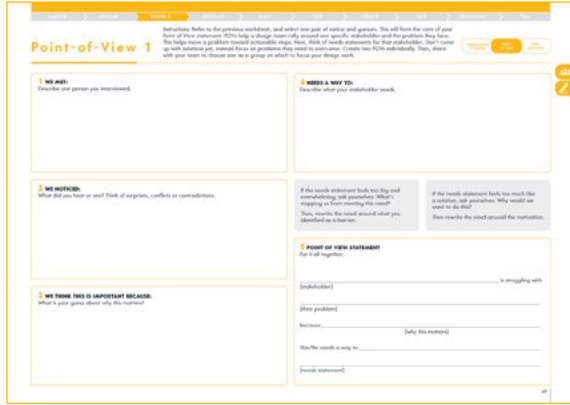 Point-of-View 1
Instructions: Refer to the previous worksheet, and select one pair of notice and guesses. This will form the core of your
Point of View statement. POVs help a design team rally around one specific stakeholder and the problem they face.
This helps move a problem toward actionable steps. Next, think of needs statements for that stakeholder. Don't come
up with solutions yet, instead focus on problems they need to overcome. Create two POVs individually. Then, share
with your team to choose one as a group on which to focus your design work.
1 WE MET:
Describe one person you interviewed.
2 WE NOTICED:
What did you hear or see? Think of surprises, conflicts or contradictions.
3 WE THINK THIS IS IMPORTANT BECAUSE:
What is your guess about why this matters?
4 NEEDS A WAY TO:
Describe what your stakeholder needs.
If the needs statement feels too big and
overwhelming, ask yourselves: What's
stopping us from meeting this need?
Then, rewrite the need around what you
identified as a barrier.
If the needs statement feels too much like
a solution, ask yourselves: Why would we
want to do this?
Then rewrite the need around the motivation.
5 POINT OF VIEW STATEMENT
Put it all together.
is struggling with
(stakeholder)
(their problem)
because
(why this matters)
She/He needs a way to
(needs statement)